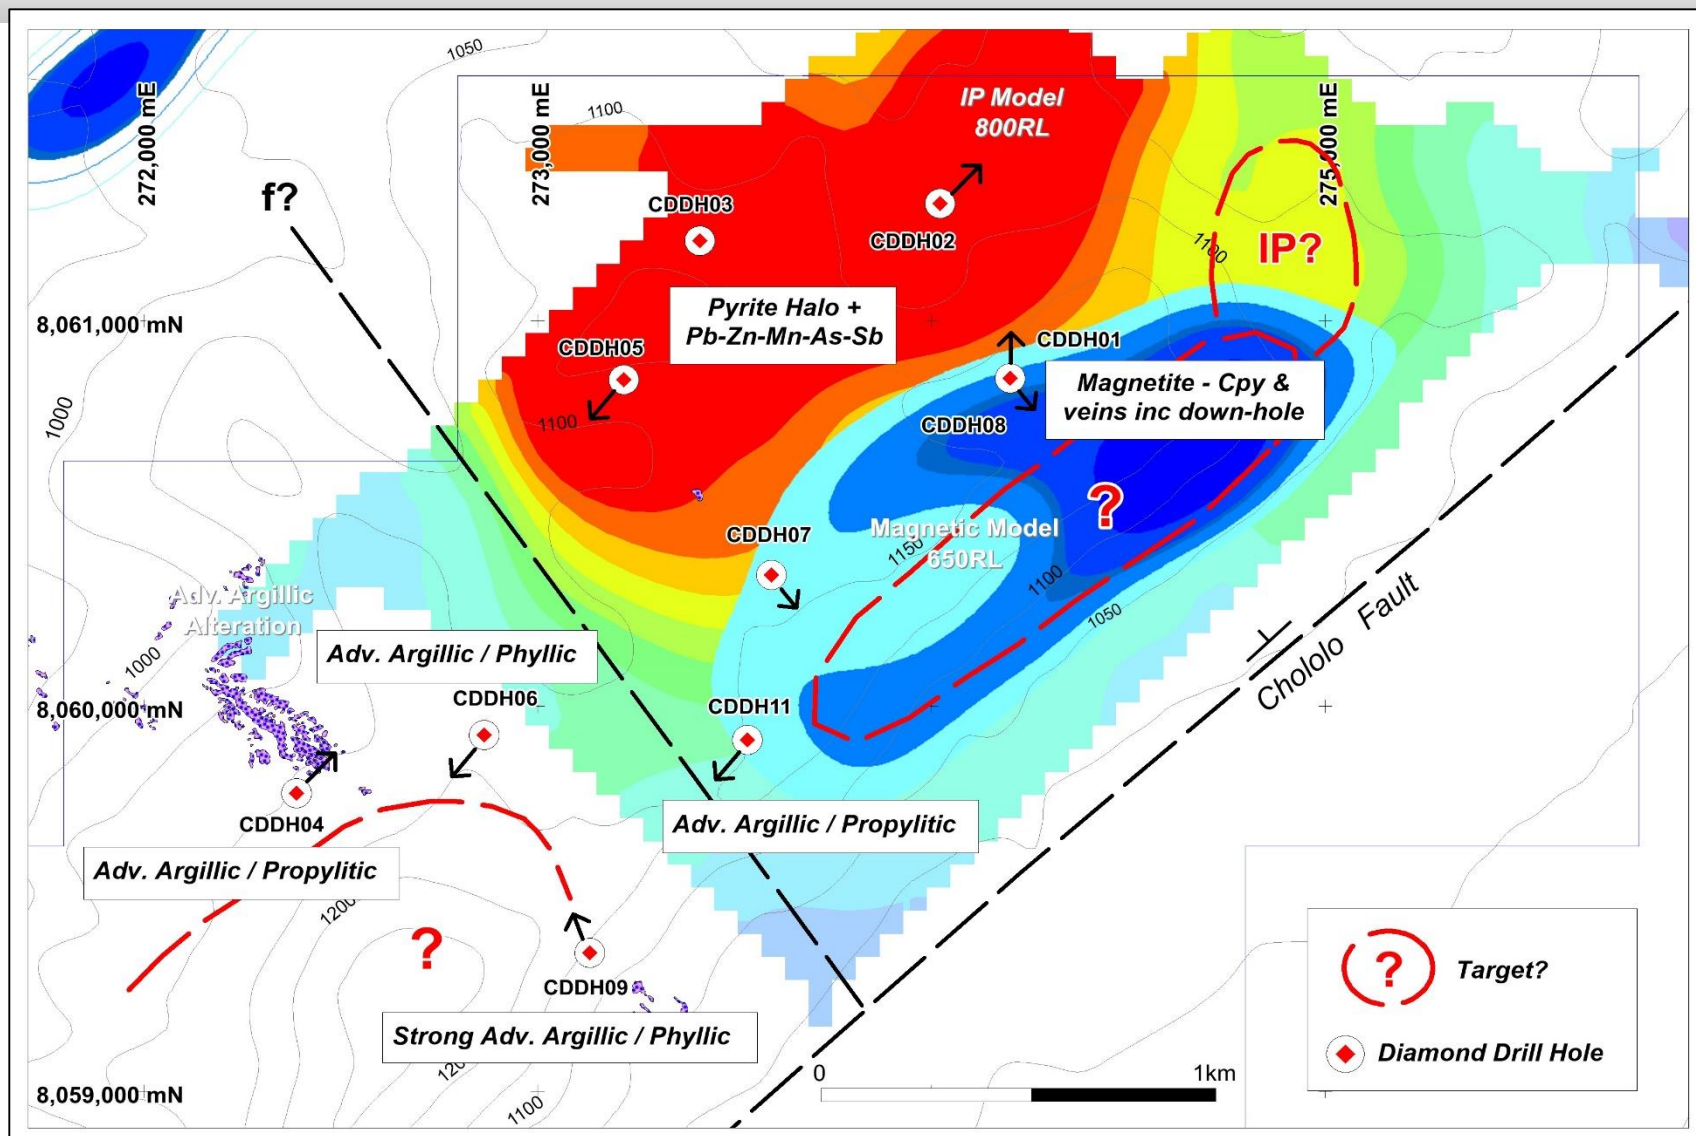 1050
272,000 mE
273,000 mE
275,000 mE
IP Model
800RL
1100
f?
CDDH03
CDDH02
1100
IP?
8,061,000 mN
Pyrite Halo +
Pb-Zn-Mn-As-Sb
CDDH05
CDDH01
Magnetite - Cpy &
veins inc down-hole
1000
1100
CDDH08
?
CDDH07
Magnetic Model
650RL
1150
1100
1050
Adv. Argillic
Alteration
Adv. Argillic / Phyllic
1000
Chololo Fault
CDDH06
8,060,000 mN
CDDH11
CDDH04
Adv. Argillic / Propylitic
Adv. Argillic / Propylitic
1200
?
CDDH09
Strong Adv. Argillic / Phyllic
?
Target?
Diamond Drill Hole
0
1km
8,059,000 mN
1100